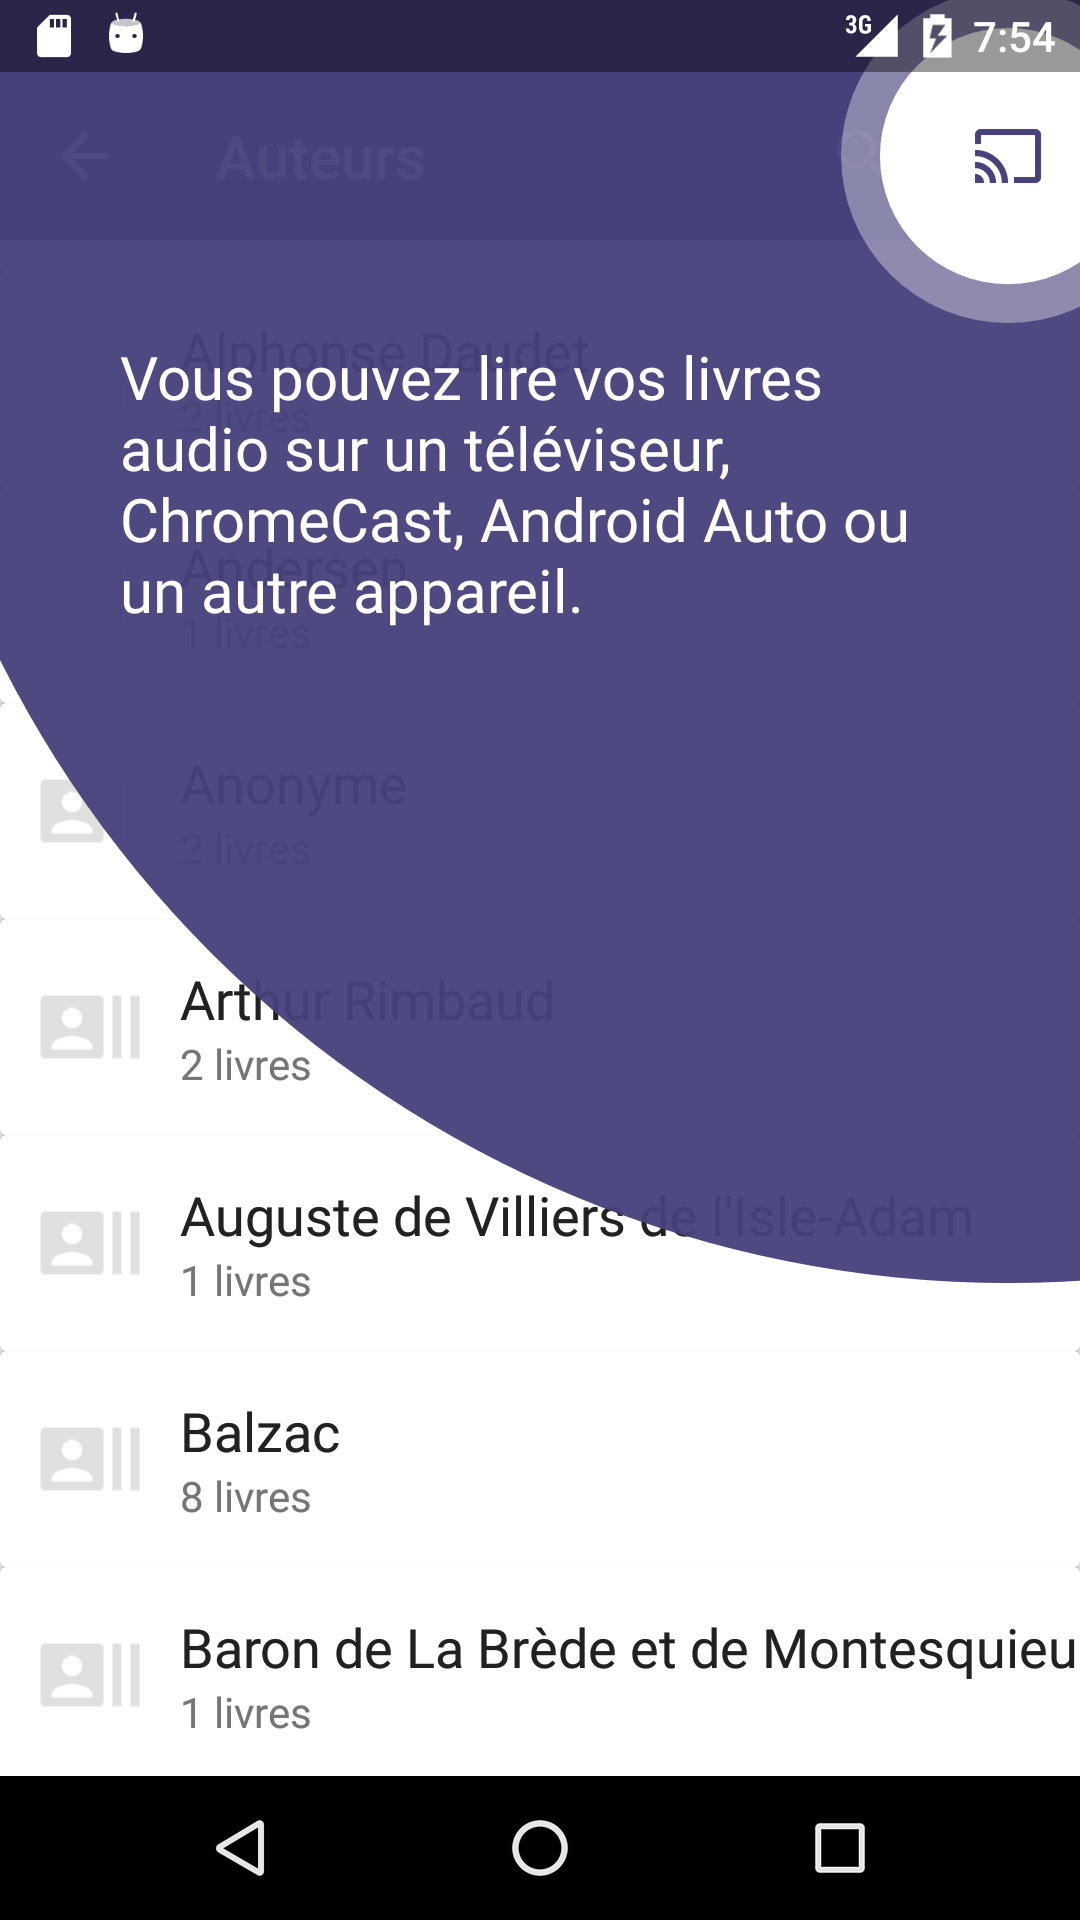 3G 7:54
Auteurs
Alphonse Daudet
2 livres
Vous pouvez lire vos livres
audio sur un téléviseur,
ChromeCast, Android Auto ou
un autre appareil.
Andersen
1 livres
Anonyme
2 livres
Arthur Rimbaud
2 livres
Auguste de Villiers de l'Isle-Adam
1 livres
Balzac
8 livres
Baron de La Brède et de Montesquieu
1 livres